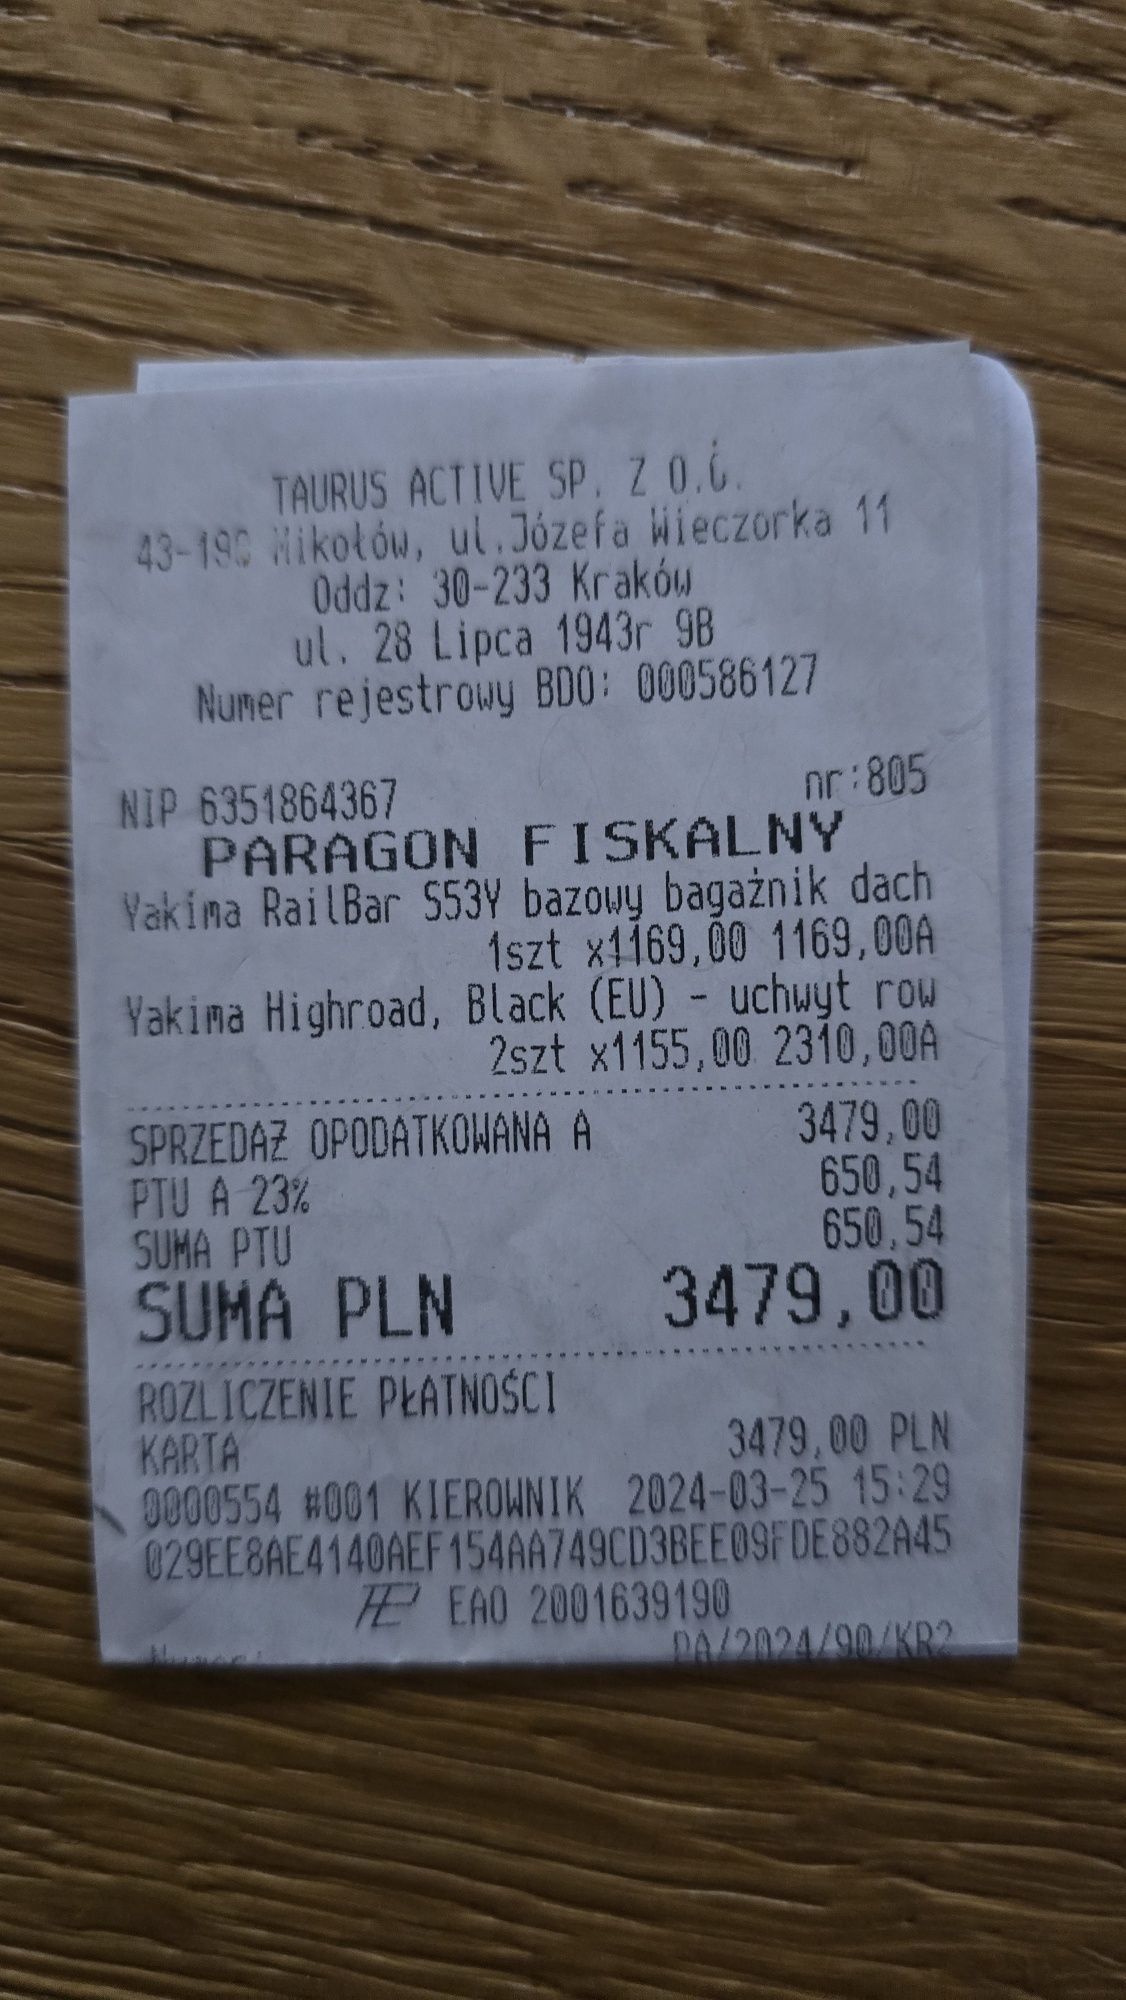 TAURUS ACTIVE SP. Z O.O.
Mikołów, ul.Józefa Wieczorka 11
Oddz: 30-233 Kraków
ul. 28 Lipca 1943r 9B
Numer rejestrowy BDO: 000586127
NIP 6351864367 nr:805
PARAGON FISKALNY
Yakima RailBar S53Y bazowy bagażnik dach
1szt x1169,00 1169,00A
Yakima Highroad, Black (EU) - uchwyt row
2szt x1155,00 2310,00A
SPRZEDAŻ OPODATKOWANA A 3479,00
PTU A 23% 650,54
SUMA PTU 650,54
SUMA PLN 3479,00
ROZLICZENIE PŁATNOŚCI
KARTA 3479,00 PLN
0000554 #001 KIEROWNIK 2024-03-25 15:29
029EE8AE4140AEF154AA749CD3BEE09FDE882A45
EAO 2001639190
PA/2024/90/KR2